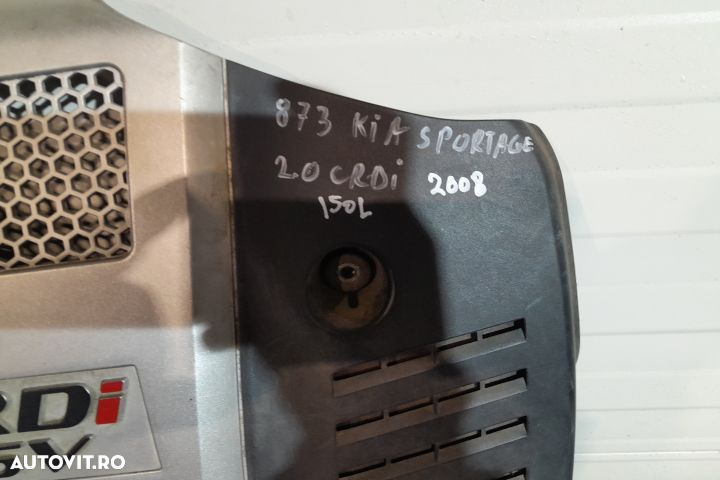 873 KiA SPORTAGE
2.0 CRDi 2008
150L
RDi
AUTOVIT.RO